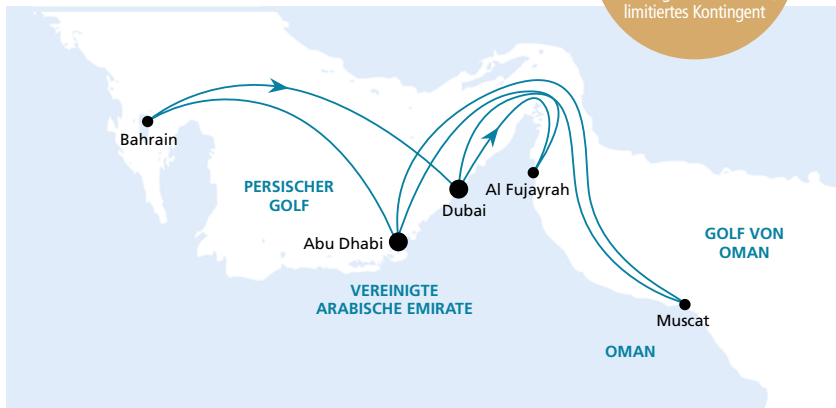 limitiertes Kontingent
Bahrain
PERSISCHER
GOLF
Dubai
Al Fujayrah
Abu Dhabi
GOLF VON
OMAN
VEREINIGTE
ARABISCHE EMIRATE
Muscat
OMAN